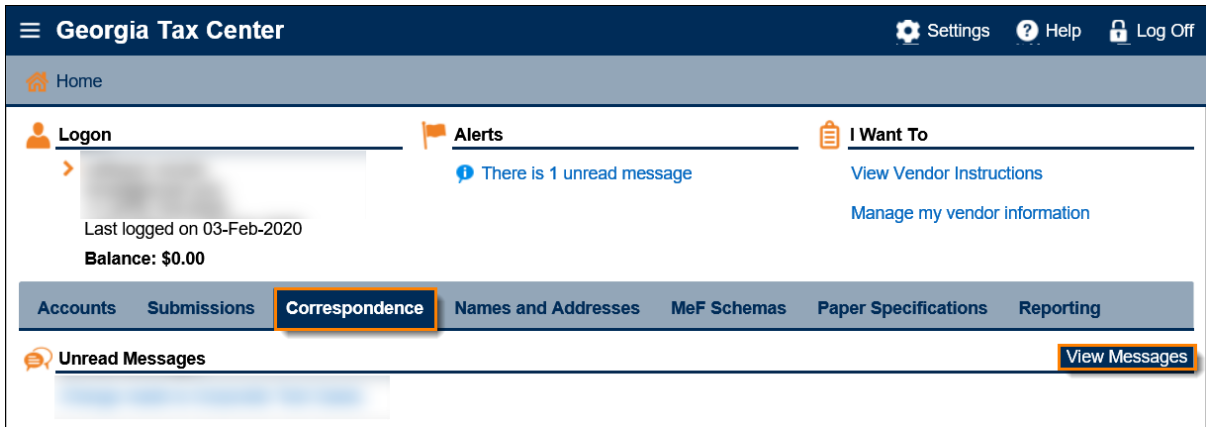 Georgia Tax Center
Settings
Help
Log Off
Home
Logon
Alerts
I Want To
There is 1 unread message
View Vendor Instructions
Manage my vendor information
Last logged on 03-Feb-2020
Balance: $0.00
Accounts
Submissions
Correspondence
Names and Addresses
MeF Schemas
Paper Specifications
Reporting
Unread Messages
View Messages